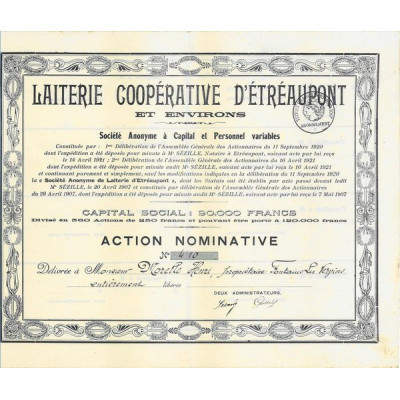 LAITERIE COOPÉRATIVE D'ÉTRÉAUPONT
ET ENVIRONS
Société Anonyme à Capital et Personnel variables
Constituée par : 1re Délibération de l'Assemblée Générale des Actionnaires du 11 Septembre 1920
dont l'expédition a été déposée pour minute à Me SÉZILLE, Notaire à Étréaupont, suivant acte par lui reçu
le 16 Avril 1921 ; 2e Délibération de l'Assemblée Générale des Actionnaires du 16 Avril 1921
dont l'expédition a été déposée pour minute à Me SÉZILLE, suivant acte par lui reçu le 16 Avril 1921
et continuant purement et simplement, sauf les modifications indiquées en la délibération du 11 Septembre 1920
la « Société Anonyme de Laiterie d'Étréaupont », dont les Statuts ont été établis par acte passé devant ledit
Me SÉZILLE, le 20 Avril 1907 et constituée par délibération de l'Assemblée Générale des Actionnaires
du 28 Avril 1907, dont l'expédition a été déposée pour minute audit Me SÉZILLE, suivant acte par lui reçu le 7 Mai 1907
CAPITAL SOCIAL : 90.000 FRANCS
Divisé en 360 Actions de 250 francs et pouvant être porté à 120.000 francs
ACTION NOMINATIVE
No 410
Délivrée à Monsieur Henri, propriétaire Fontaine Les Vervins
entièrement libérée
DEUX ADMINISTRATEURS,